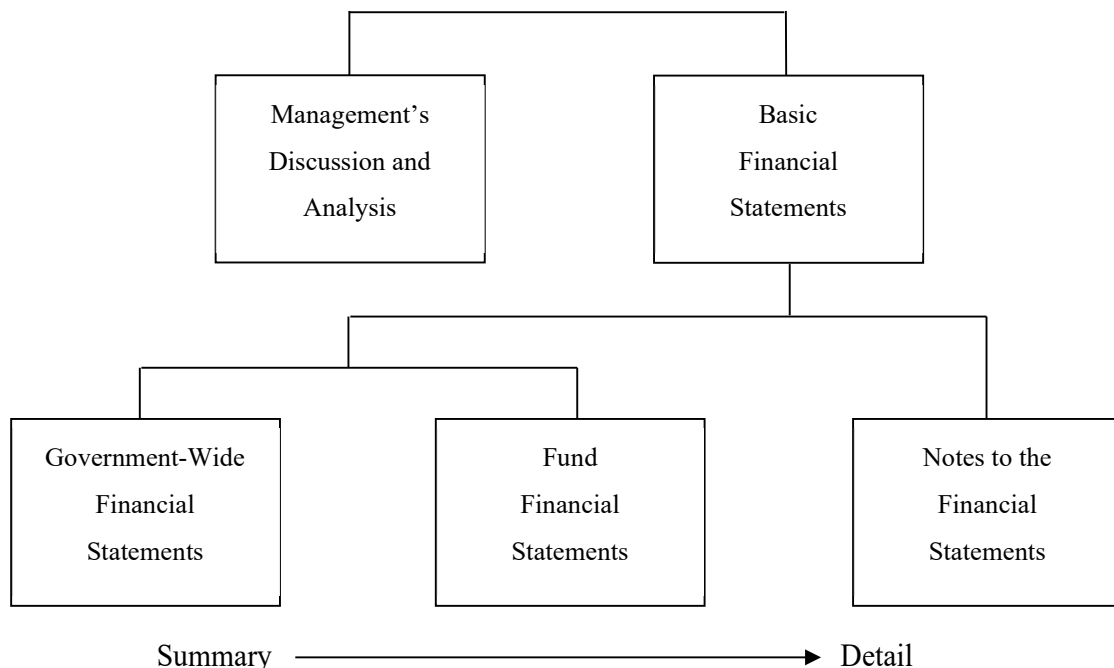 Management’s
Discussion and
Analysis
Basic
Financial
Statements
Government-Wide
Financial
Statements
Fund
Financial
Statements
Notes to the
Financial
Statements
Summary
Detail